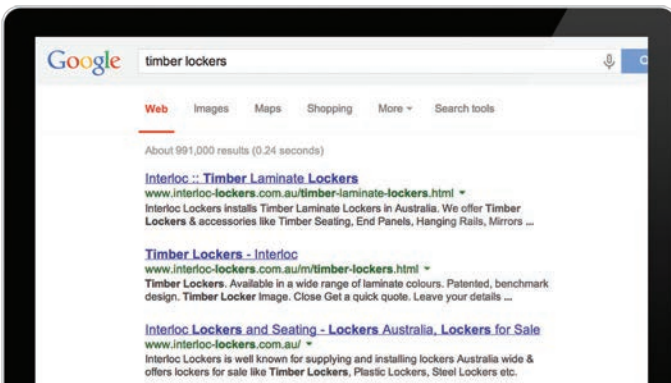 Google timber lockers
Web Images Maps Shopping More Search tools
About 991,000 results (0.24 seconds)
Interloc :: Timber Laminate Lockers
www.interloc-lockers.com.au/timber-laminate-lockers.html
Interloc Lockers installs Timber Laminate Lockers in Australia. We offer Timber
Lockers & accessories like Timber Seating, End Panels, Hanging Rails, Mirrors ...
Timber Lockers - Interloc
www.interloc-lockers.com.au/m/timber-lockers.html
Timber Lockers. Available in a wide range of laminate colours. Patented, benchmark
design. Timber Locker Image. Close Get a quick quote. Leave your details ...
Interloc Lockers and Seating - Lockers Australia, Lockers for Sale
www.interloc-lockers.com.au/
Interloc Lockers is well known for supplying and installing lockers Australia wide &
offers lockers for sale like Timber Lockers, Plastic Lockers, Steel Lockers etc.